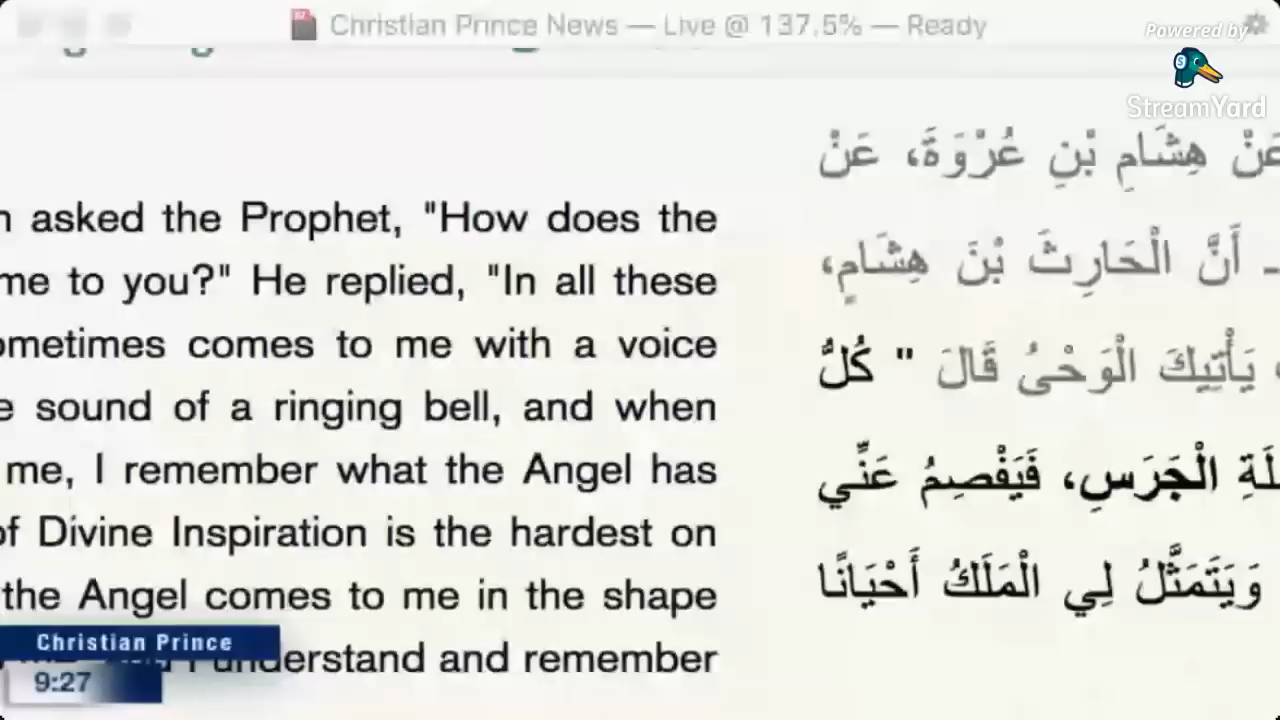 Christian Prince News — Live @ 137.5% — Ready
Powered by
StreamYard
asked the Prophet, "How does the
me to you?" He replied, "In all these
ometimes comes to me with a voice
e sound of a ringing bell, and when
me, I remember what the Angel has
of Divine Inspiration is the hardest on
the Angel comes to me in the shape
understand and remember
عَنْ هِشَامِ بْنِ عُرْوَةَ، عَنْ
ـ أَنَّ الْحَارِثَ بْنَ هِشَامٍ،
يَأْتِيكَ الْوَحْىُ قَالَ " كُلُّ
لَةِ الْجَرَسِ، فَيَفْصِمُ عَنِّي
وَيَتَمَثَّلُ لِي الْمَلَكُ أَحْيَانًا
Christian Prince
9:27